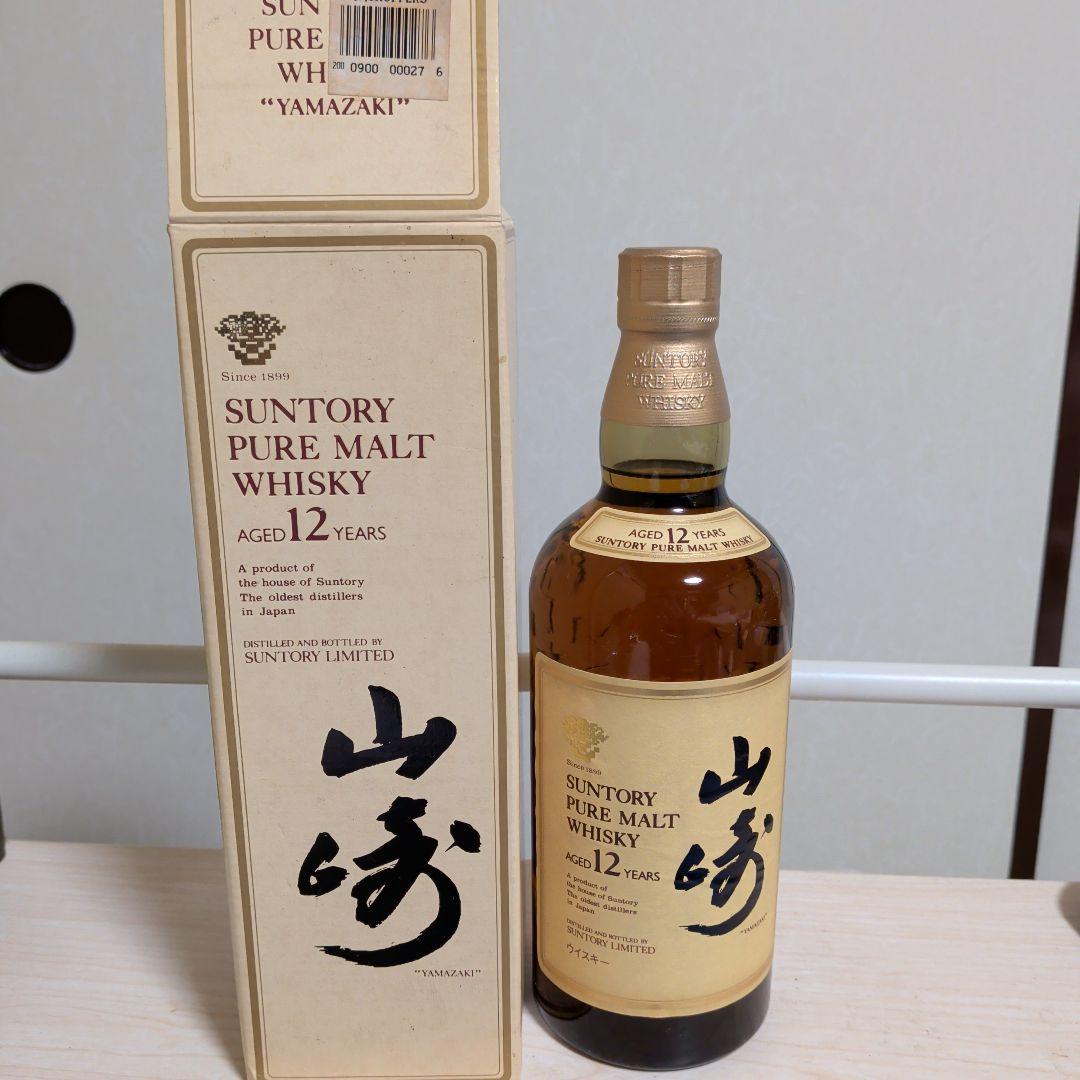 SUN
PURE
WH
"YAMAZAKI"
200 0900 00027 6
Since 1899
SUNTORY
PURE MALT
WHISKY
AGED 12 YEARS
A product of
the house of Suntory
The oldest distillers
in Japan
DISTILLED AND BOTTLED BY
SUNTORY LIMITED
山崎
"YAMAZAKI"
SUNTORY
PURE MALT
WHISKY
AGED 12 YEARS
SUNTORY PURE MALT WHISKY
Since 1899
SUNTORY
PURE MALT
WHISKY
AGED 12 YEARS
A product of
the house of Suntory
The oldest distillers
in Japan
DISTILLED AND BOTTLED BY
SUNTORY LIMITED
ウイスキー
山崎
"YAMAZAKI"